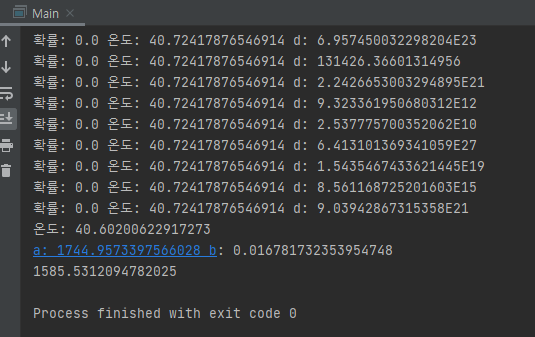 Main
확률: 0.0 온도: 40.72417876546914 d: 6.957450032298204E23
확률: 0.0 온도: 40.72417876546914 d: 131426.36601314956
확률: 0.0 온도: 40.72417876546914 d: 2.2426653003294895E21
확률: 0.0 온도: 40.72417876546914 d: 9.323361950680312E12
확률: 0.0 온도: 40.72417876546914 d: 2.537775700352062E10
확률: 0.0 온도: 40.72417876546914 d: 6.413101369341059E27
확률: 0.0 온도: 40.72417876546914 d: 1.5435467433621445E19
확률: 0.0 온도: 40.72417876546914 d: 8.561168725201603E15
확률: 0.0 온도: 40.72417876546914 d: 9.03942867315358E21
온도: 40.60200622917273
a: 1744.9573397566028 b: 0.016781732353954748
1585.5312094782025
Process finished with exit code 0